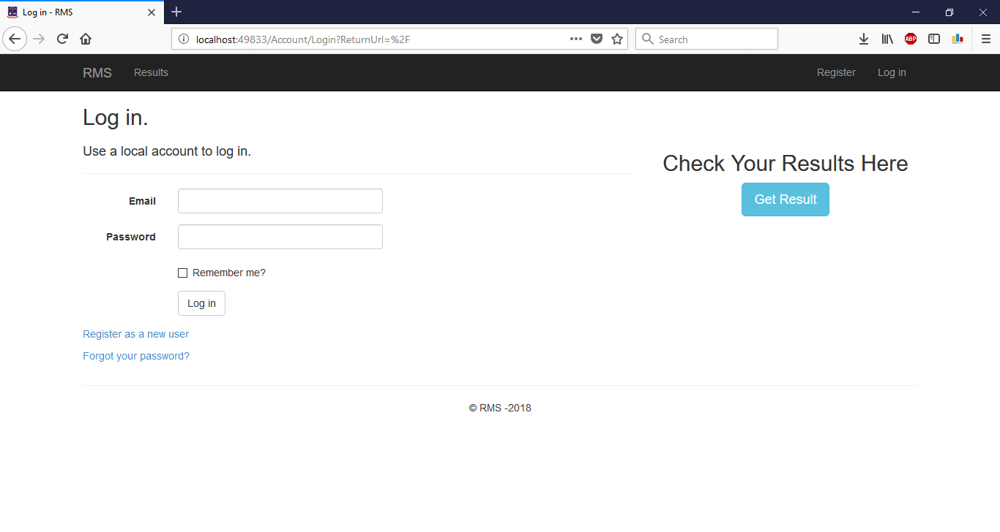 Log in - RMS
localhost:49833/Account/Login?ReturnUrl=%2F
Search
ABP
RMS
Results
Register
Log in
Log in.
Use a local account to log in.
Check Your Results Here
Get Result
Email
Password
Remember me?
Log in
Register as a new user
Forgot your password?
© RMS -2018